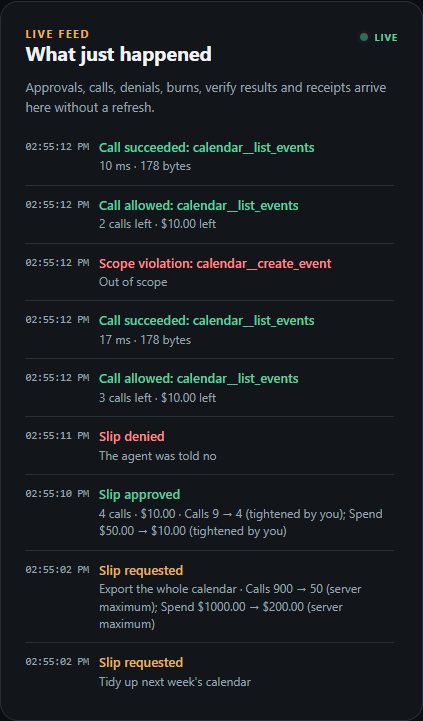 LIVE FEED
LIVE
What just happened
Approvals, calls, denials, burns, verify results and receipts arrive
here without a refresh.
02:55:12 PM Call succeeded: calendar__list_events
10 ms · 178 bytes
02:55:12 PM Call allowed: calendar__list_events
2 calls left · $10.00 left
02:55:12 PM Scope violation: calendar__create_event
Out of scope
02:55:12 PM Call succeeded: calendar__list_events
17 ms · 178 bytes
02:55:12 PM Call allowed: calendar__list_events
3 calls left · $10.00 left
02:55:11 PM Slip denied
The agent was told no
02:55:10 PM Slip approved
4 calls · $10.00 · Calls 9 → 4 (tightened by you); Spend
$50.00 → $10.00 (tightened by you)
02:55:02 PM Slip requested
Export the whole calendar · Calls 900 → 50 (server
maximum); Spend $1000.00 → $200.00 (server
maximum)
02:55:02 PM Slip requested
Tidy up next week's calendar